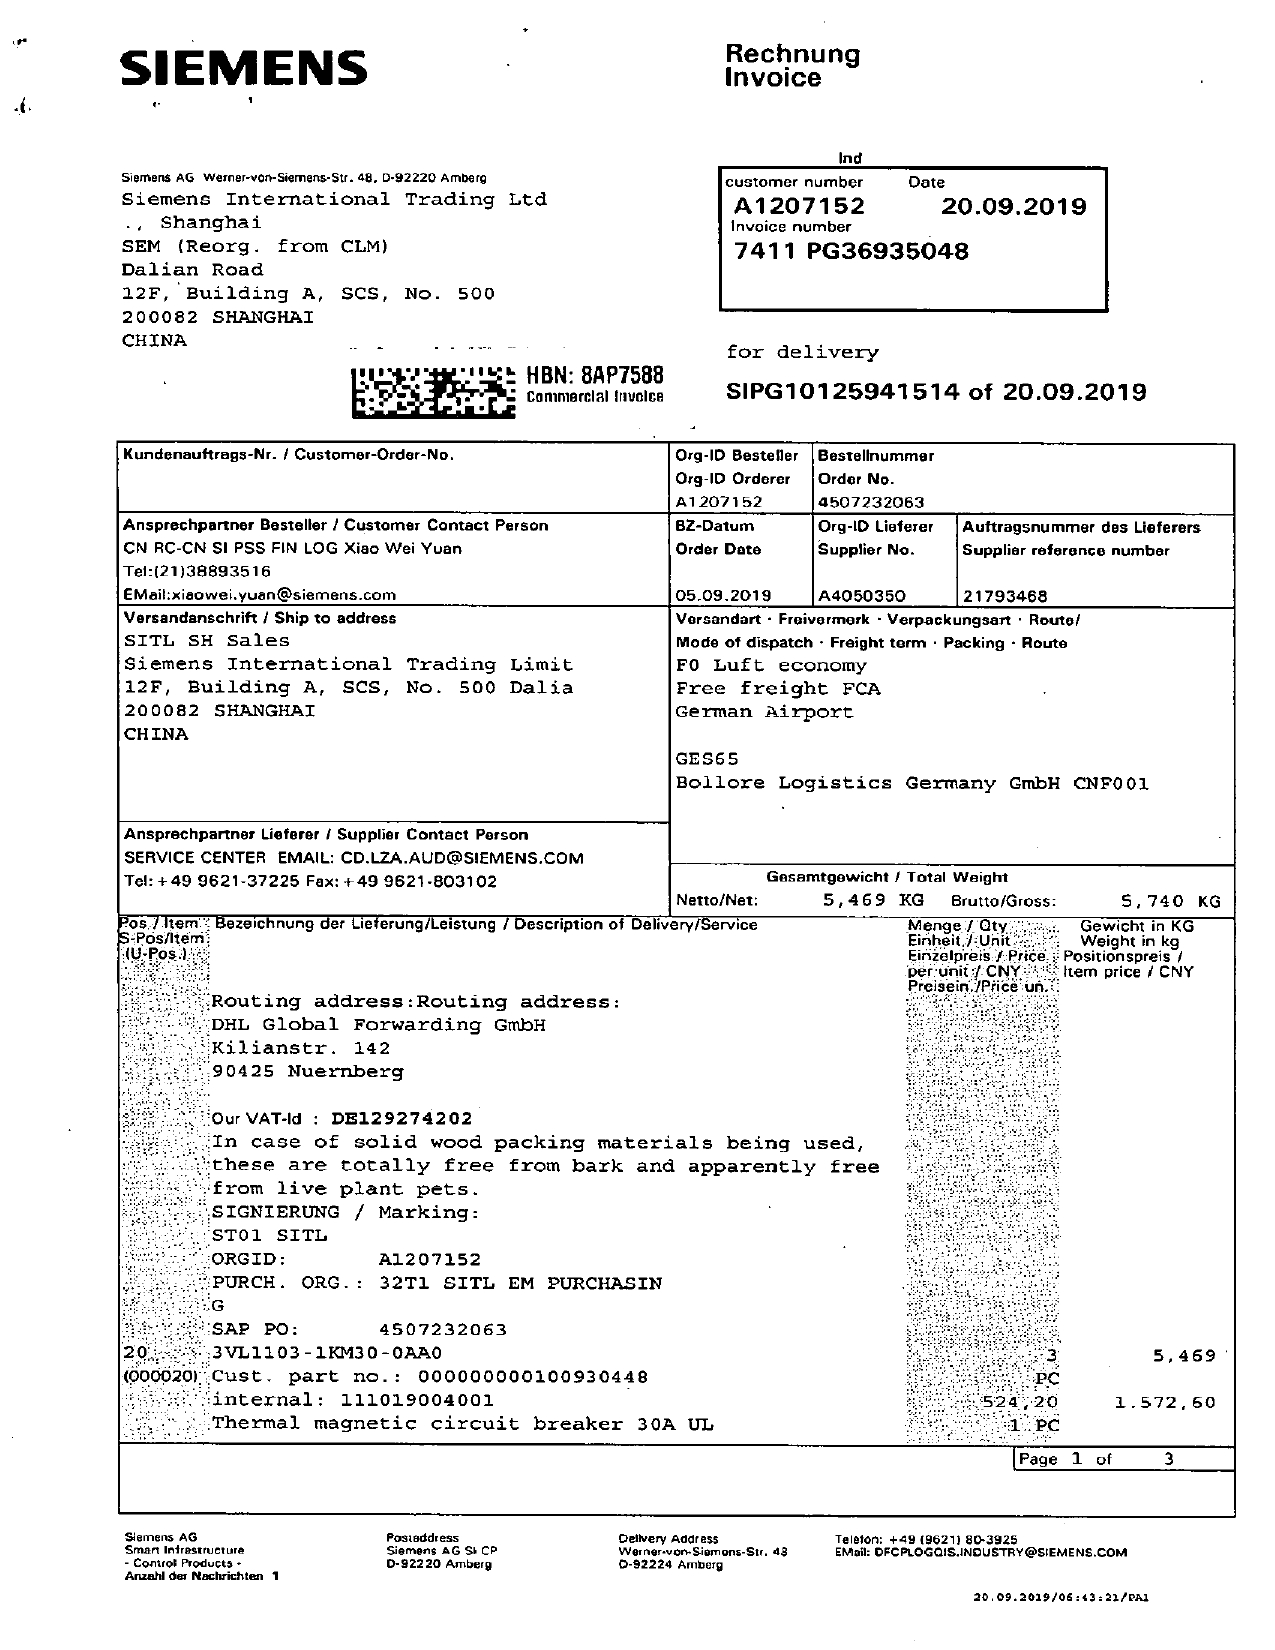 SIEMENS
Rechnung
Invoice
Ind
Siemens AG Werner-von-Siemens-Str. 48, D-92220 Amberg
Siemens International Trading Ltd
., Shanghai
SEM (Reorg. from CLM)
Dalian Road
12F, Building A, SCS, No. 500
200082 SHANGHAI
CHINA
customer number Date
A1207152 20.09.2019
Invoice number
7411 PG36935048
for delivery
SIPG10125941514 of 20.09.2019
HBN: 8AP7588
Commercial Invoice
Kundenauftrags-Nr. / Customer-Order-No.
Org-ID Besteller Bestellnummer
Org-ID Orderer Order No.
A1207152 4507232063
Ansprechpartner Besteller / Customer Contact Person
CN RC-CN SI PSS FIN LOG Xiao Wei Yuan
Tel:(21)38893516
EMail:xiaowei.yuan@siemens.com
BZ-Datum Org-ID Lieferer Auftragsnummer des Lieferers
Order Date Supplier No. Supplier reference number
05.09.2019 A4050350 21793468
Versandanschrift / Ship to address
SITL SH Sales
Siemens International Trading Limit
12F, Building A, SCS, No. 500 Dalia
200082 SHANGHAI
CHINA
Versandart · Freivermerk · Verpackungsart · Route/
Mode of dispatch · Freight term · Packing · Route
F0 Luft economy
Free freight FCA
German Airport
GES65
Bollore Logistics Germany GmbH CNF001
Ansprechpartner Lieferer / Supplier Contact Person
SERVICE CENTER EMAIL: CD.LZA.AUD@SIEMENS.COM
Tel: +49 9621-37225 Fax: +49 9621-803102
Gesamtgewicht / Total Weight
Netto/Net: 5,469 KG Brutto/Gross: 5,740 KG
Pos./Item Bezeichnung der Lieferung/Leistung / Description of Delivery/Service Menge / Qty Gewicht in KG
S-Pos/Item Einheit / Unit Weight in kg
(U-Pos.) Einzelpreis / Price Positionspreis /
per unit / CNY Item price / CNY
Preisein./Price un.
Routing address:Routing address:
DHL Global Forwarding GmbH
Kilianstr. 142
90425 Nuernberg
Our VAT-Id : DE129274202
In case of solid wood packing materials being used,
these are totally free from bark and apparently free
from live plant pets.
SIGNIERUNG / Marking:
ST01 SITL
ORGID: A1207152
PURCH. ORG.: 32T1 SITL EM PURCHASIN
G
SAP PO: 4507232063
20 3VL1103-1KM30-0AA0 3 5,469
(000020) Cust. part no.: 000000000100930448 PC
internal: 111019004001 524,20 1.572,60
Thermal magnetic circuit breaker 30A UL 1 PC
Page 1 of 3
Siemens AG Postaddress Delivery Address Telefon: +49 (9621) 80-3925
Smart Infrastructure Siemens AG SI CP Werner-von-Siemens-Str. 48 EMail: DFCPLOGQIS.INDUSTRY@SIEMENS.COM
- Control Products - D-92220 Amberg D-92224 Amberg
Anzahl der Nachrichten 1
20.09.2019/06:43:21/PA1